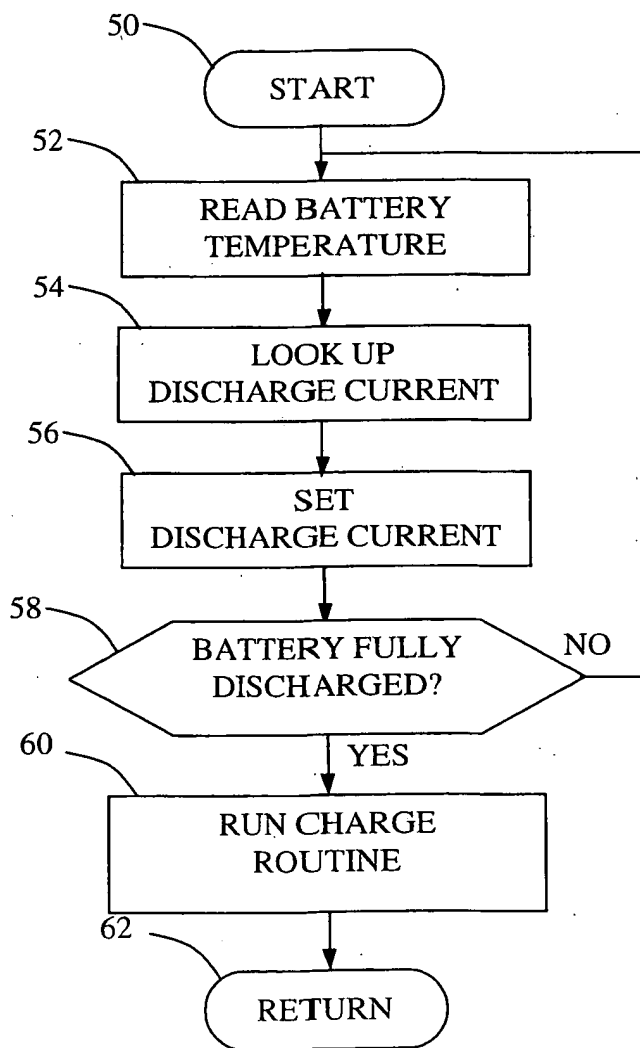 50
START
52
READ BATTERY
TEMPERATURE
54
LOOK UP
DISCHARGE CURRENT
56
SET
DISCHARGE CURRENT
58
BATTERY FULLY
DISCHARGED?
NO
YES
60
RUN CHARGE
ROUTINE
62
RETURN